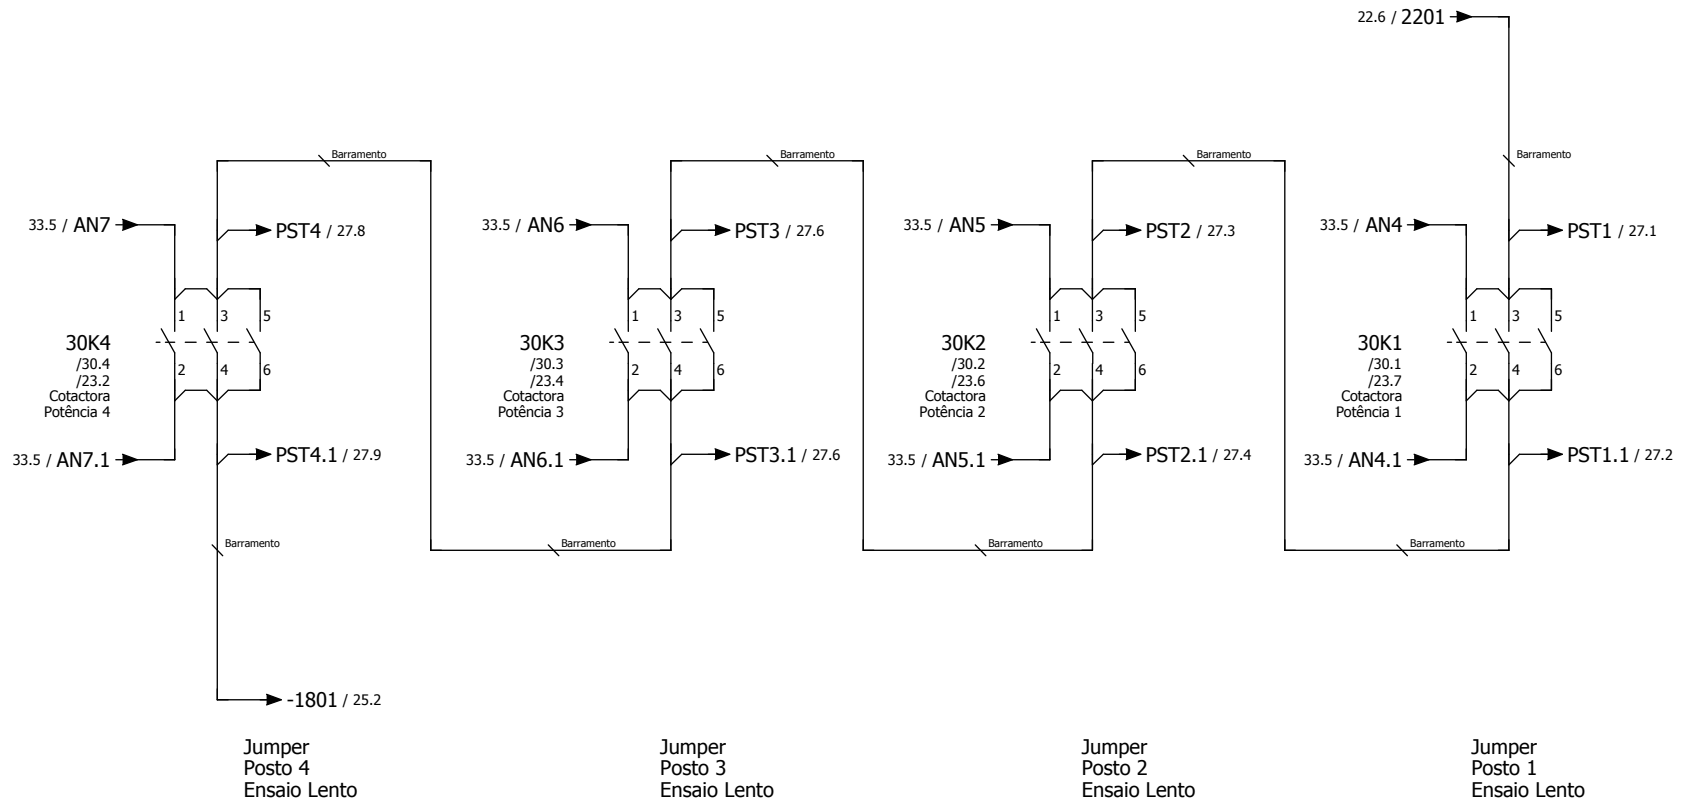 22.6 / 2201
Barramento
Barramento
Barramento
Barramento
33.5 / AN7
PST4 / 27.8
33.5 / AN6
PST3 / 27.6
33.5 / AN5
PST2 / 27.3
33.5 / AN4
PST1 / 27.1
1
3
5
2
4
6
30K4
/30.4
/23.2
Cotactora
Potência 4
1
3
5
2
4
6
30K3
/30.3
/23.4
Cotactora
Potência 3
1
3
5
2
4
6
30K2
/30.2
/23.6
Cotactora
Potência 2
1
3
5
2
4
6
30K1
/30.1
/23.7
Cotactora
Potência 1
33.5 / AN7.1
PST4.1 / 27.9
33.5 / AN6.1
PST3.1 / 27.6
33.5 / AN5.1
PST2.1 / 27.4
33.5 / AN4.1
PST1.1 / 27.2
Barramento
Barramento
Barramento
Barramento
-1801 / 25.2
Jumper
Posto 4
Ensaio Lento
Jumper
Posto 3
Ensaio Lento
Jumper
Posto 2
Ensaio Lento
Jumper
Posto 1
Ensaio Lento